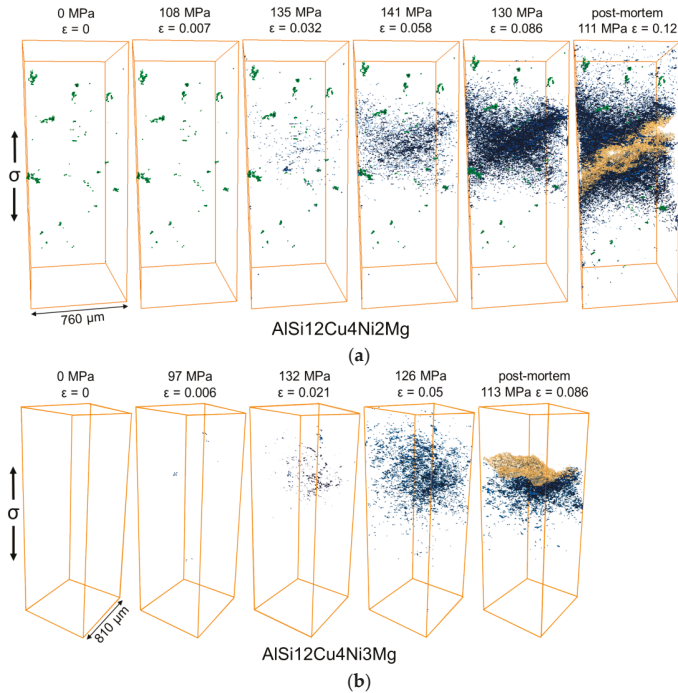 0 MPa 108 MPa 135 MPa 141 MPa 130 MPa post-mortem
ε = 0 ε = 0.007 ε = 0.032 ε = 0.058 ε = 0.086 111 MPa ε = 0.12
σ
760 µm
AlSi12Cu4Ni2Mg
(a)
0 MPa 97 MPa 132 MPa 126 MPa post-mortem
ε = 0 ε = 0.006 ε = 0.021 ε = 0.05 113 MPa ε = 0.086
σ
810 µm
AlSi12Cu4Ni3Mg
(b)